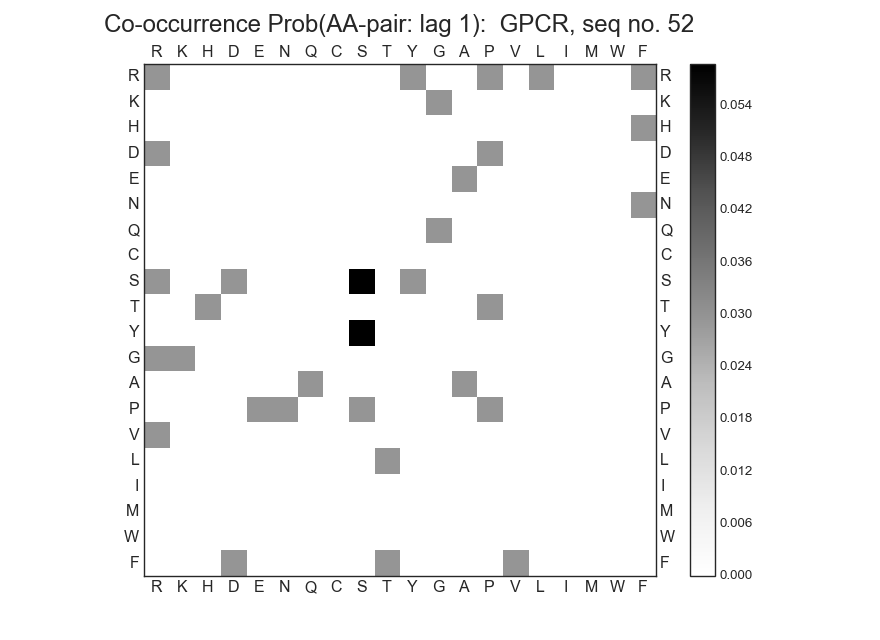 Co-occurrence Prob(AA-pair: lag 1):  GPCR, seq no. 52
R K H D E N Q C S T Y G A P V L I M W F
R R
K K
H H
D D
E E
N N
Q Q
C C
S S
T T
Y Y
G G
A A
P P
V V
L L
I I
M M
W W
F F
R K H D E N Q C S T Y G A P V L I M W F
0.054
0.048
0.042
0.036
0.030
0.024
0.018
0.012
0.006
0.000